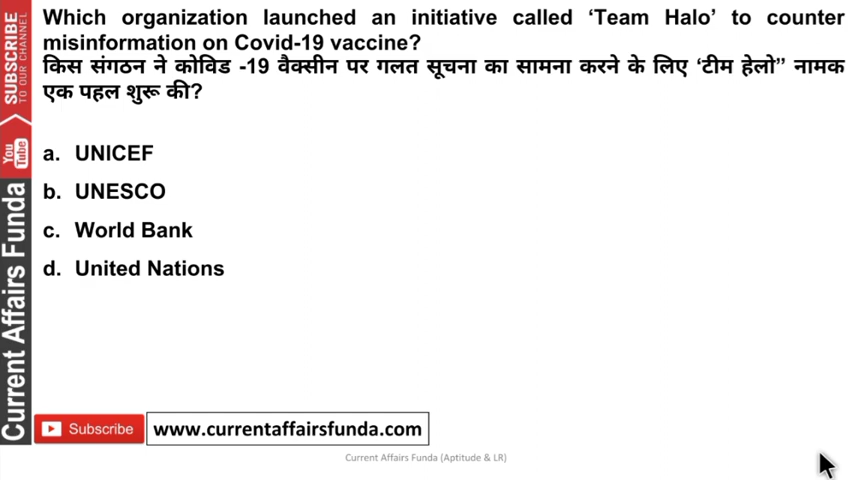 Which organization launched an initiative called ‘Team Halo’ to counter
misinformation on Covid-19 vaccine?
किस संगठन ने कोविड -19 वैक्सीन पर गलत सूचना का सामना करने के लिए ‘टीम हेलो” नामक
एक पहल शुरू की?
a. UNICEF
b. UNESCO
c. World Bank
d. United Nations
SUBSCRIBE
TO OUR CHANNEL
You
Tube
Current Affairs Funda
Subscribe
www.currentaffairsfunda.com
Current Affairs Funda (Aptitude & LR)